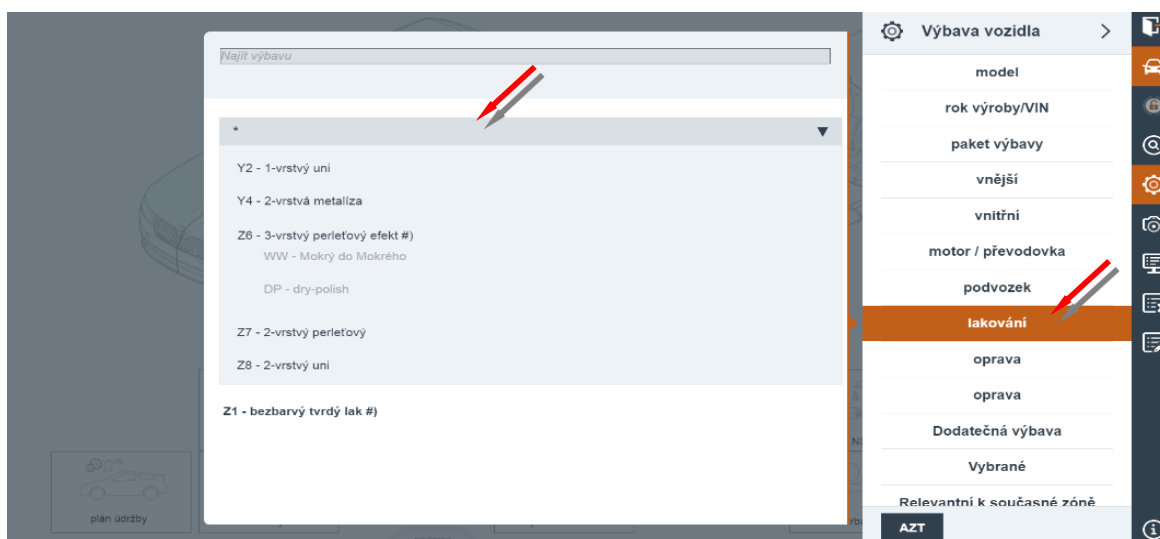 Najít výbavu
*
Y2 - 1-vrstvý uni
Y4 - 2-vrstvá metalíza
Z6 - 3-vrstvý perleťový efekt #)
WW - Mokrý do Mokrého
DP - dry-polish
Z7 - 2-vrstvý perleťový
Z8 - 2-vrstvý uni
Z1 - bezbarvý tvrdý lak #)
plán údržby
Výbava vozidla
model
rok výroby/VIN
paket výbavy
vnější
vnitřní
motor / převodovka
podvozek
lakování
oprava
oprava
Dodatečná výbava
Vybrané
Relevantní k současné zóně
AZT